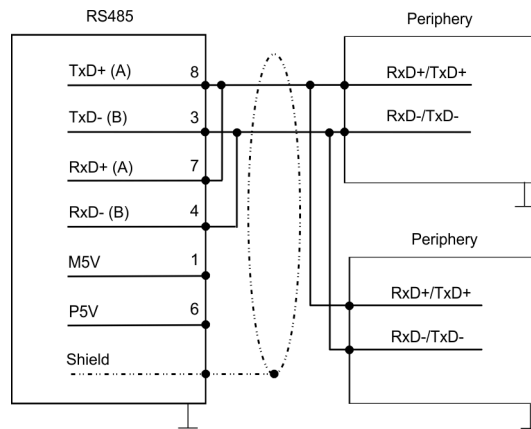 RS485
TxD+ (A) 8
TxD- (B) 3
RxD+ (A) 7
RxD- (B) 4
M5V 1
P5V 6
Shield
Periphery
RxD+/TxD+
RxD-/TxD-
Periphery
RxD+/TxD+
RxD-/TxD-